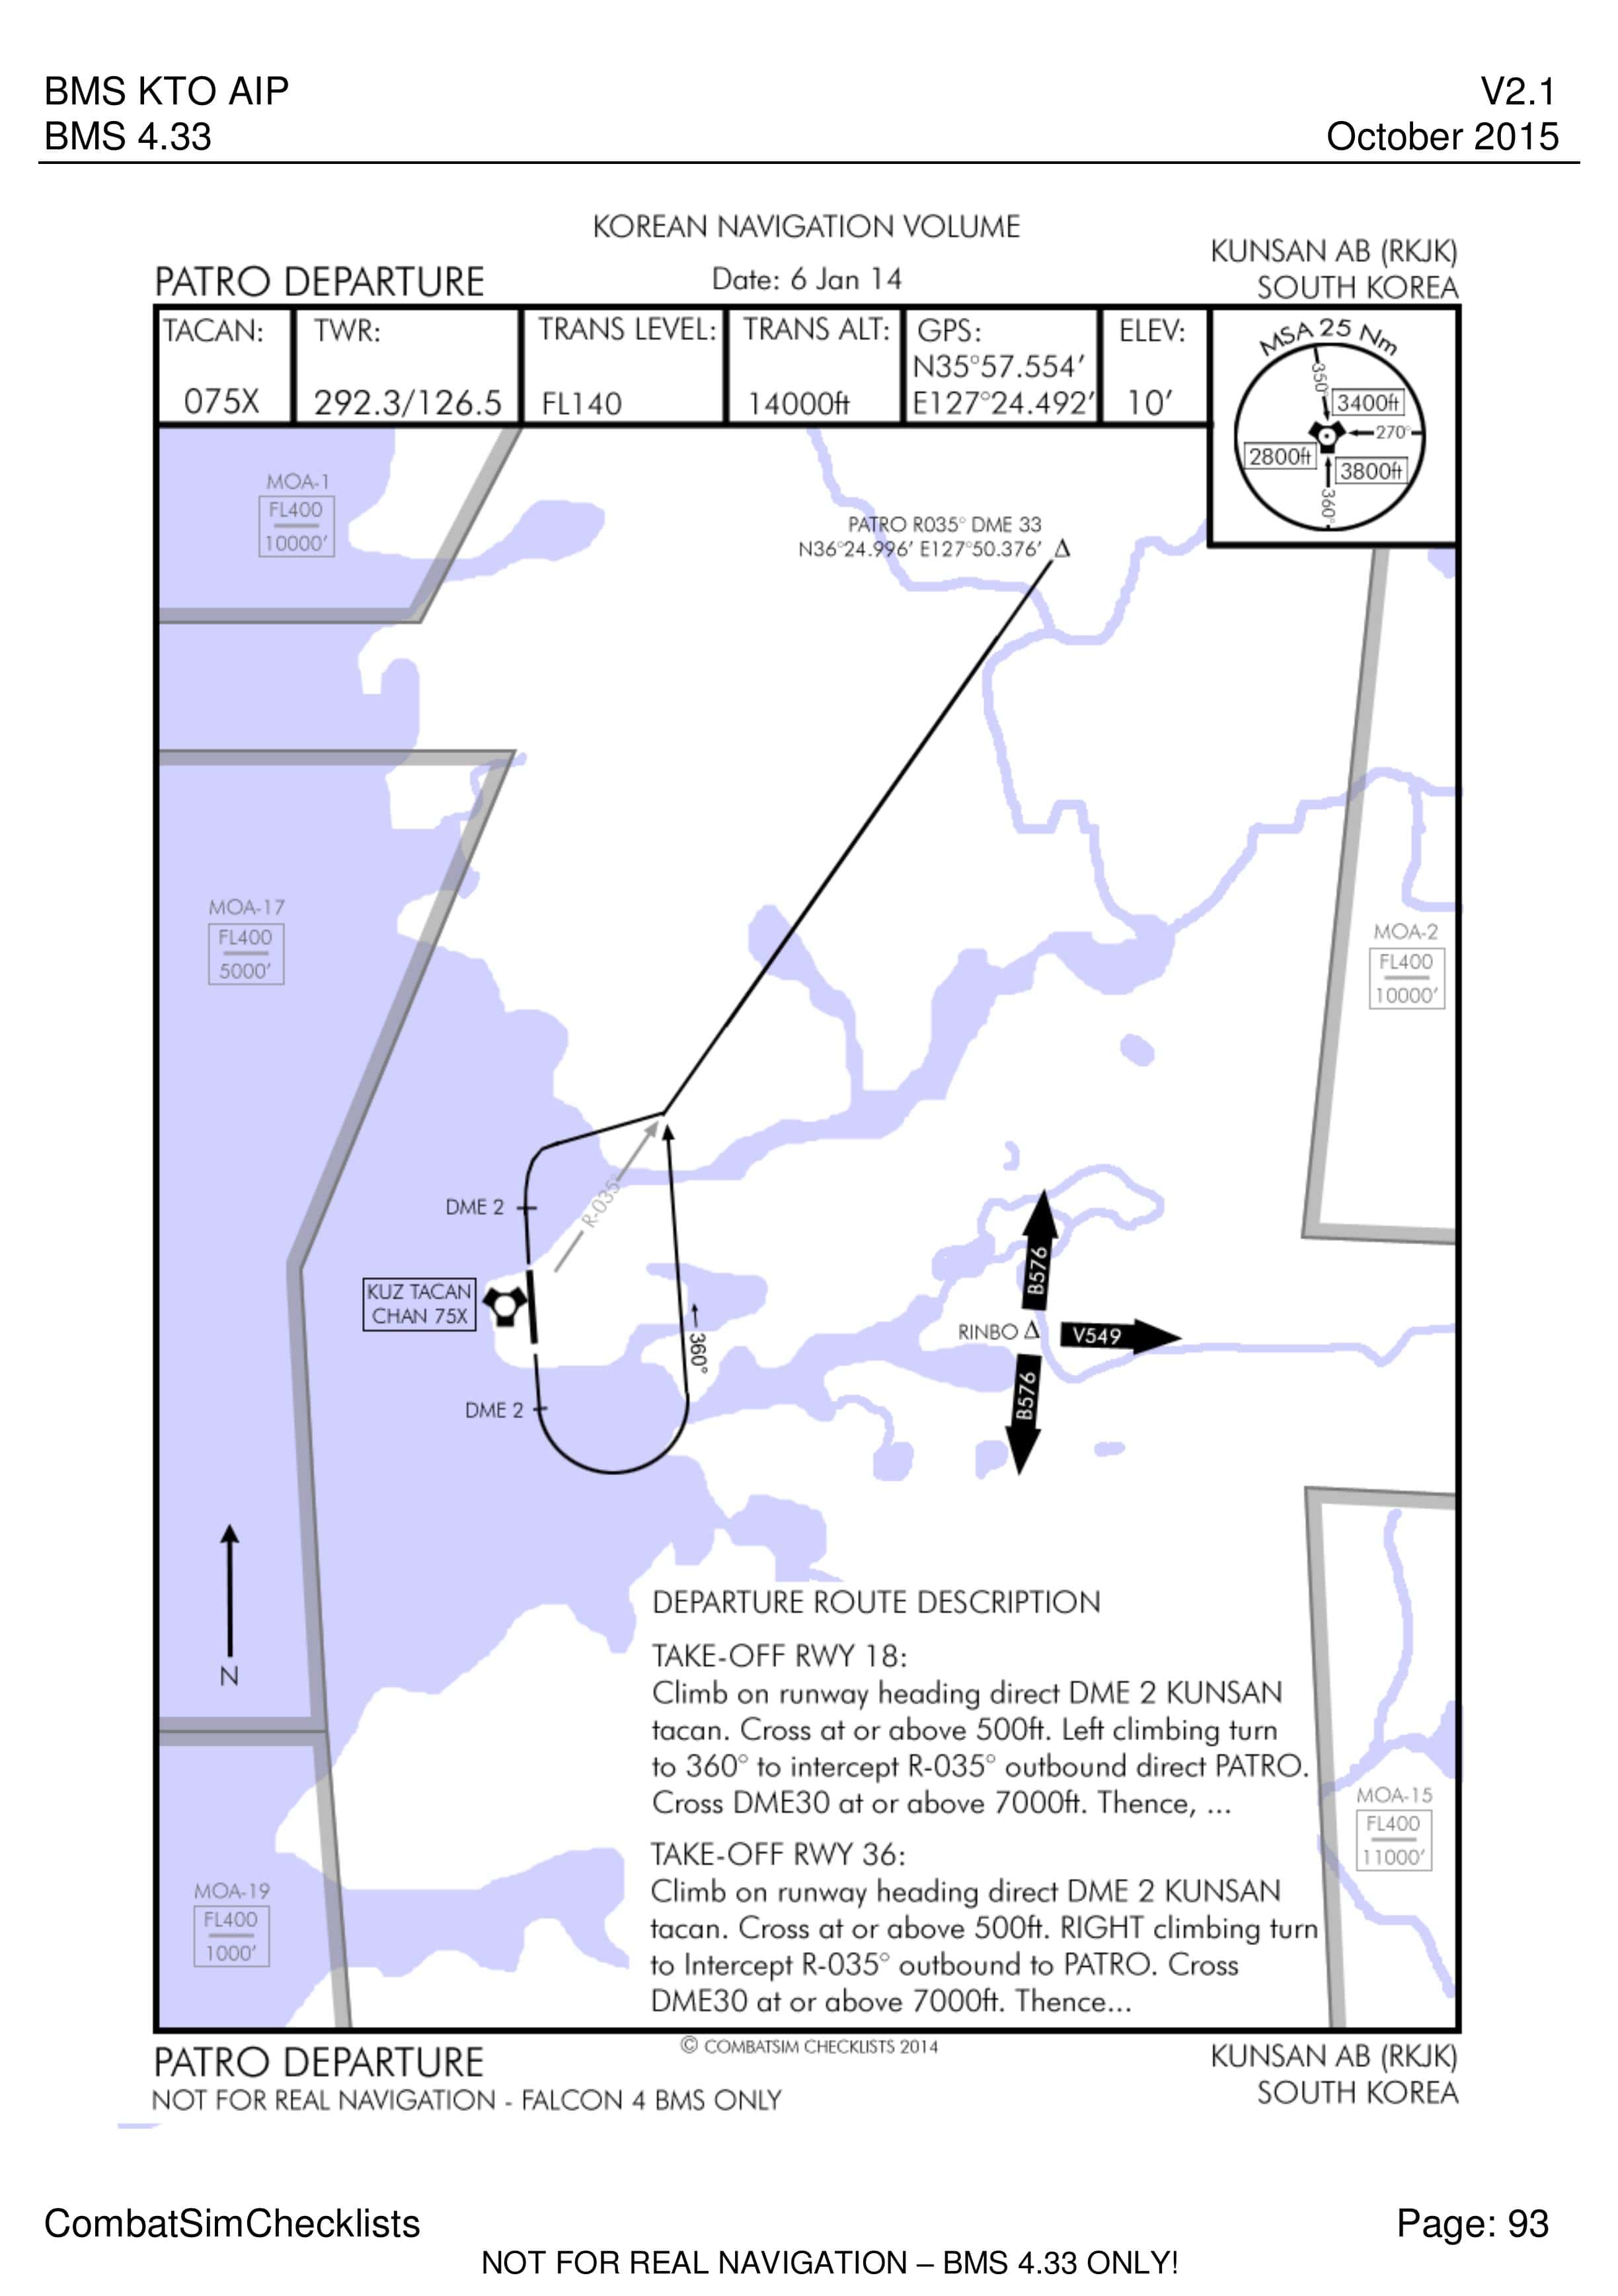 BMS KTO AIP
V2.1
BMS 4.33
October 2015
KOREAN NAVIGATION VOLUME
PATRO DEPARTURE
Date: 6 Jan 14
KUNSAN AB (RKJK)
SOUTH KOREA
TACAN:
075X
TWR:
292.3/126.5
TRANS LEVEL:
FL140
TRANS ALT:
14000ft
GPS:
N35°57.554'
E127°24.492'
ELEV:
10'
MSA 25 Nm
350°
3400ft
270°
2800ft
3800ft
360°
MOA-1
FL400
10000'
PATRO R035° DME 33
N36°24.996' E127°50.376'
MOA-17
FL400
5000'
MOA-2
FL400
10000'
DME 2
R-035°
KUZ TACAN
CHAN 75X
360°
B576
RINBO
V549
B576
DME 2
N
DEPARTURE ROUTE DESCRIPTION
TAKE-OFF RWY 18:
Climb on runway heading direct DME 2 KUNSAN
tacan. Cross at or above 500ft. Left climbing turn
to 360° to intercept R-035° outbound direct PATRO.
Cross DME30 at or above 7000ft. Thence, ...
TAKE-OFF RWY 36:
Climb on runway heading direct DME 2 KUNSAN
tacan. Cross at or above 500ft. RIGHT climbing turn
to Intercept R-035° outbound to PATRO. Cross
DME30 at or above 7000ft. Thence...
MOA-15
FL400
11000'
MOA-19
FL400
1000'
© COMBATSIM CHECKLISTS 2014
PATRO DEPARTURE
NOT FOR REAL NAVIGATION - FALCON 4 BMS ONLY
KUNSAN AB (RKJK)
SOUTH KOREA
CombatSimChecklists
Page: 93
NOT FOR REAL NAVIGATION – BMS 4.33 ONLY!